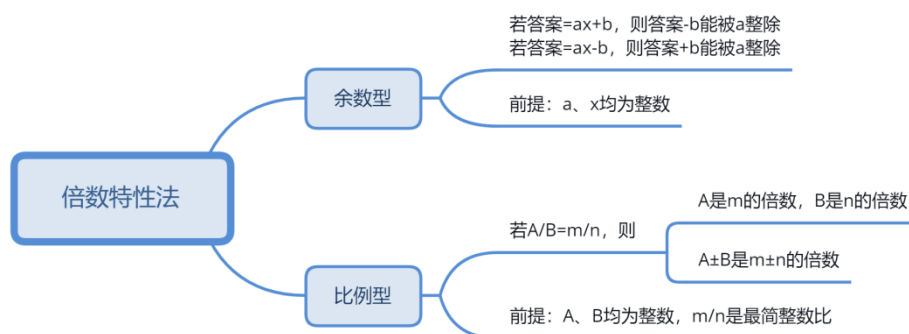 若答案=ax+b，则答案-b能被a整除
若答案=ax-b，则答案+b能被a整除
余数型
前提：a、x均为整数
倍数特性法
A是m的倍数，B是n的倍数
若A/B=m/n，则
A±B是m±n的倍数
比例型
前提：A、B均为整数，m/n是最简整数比